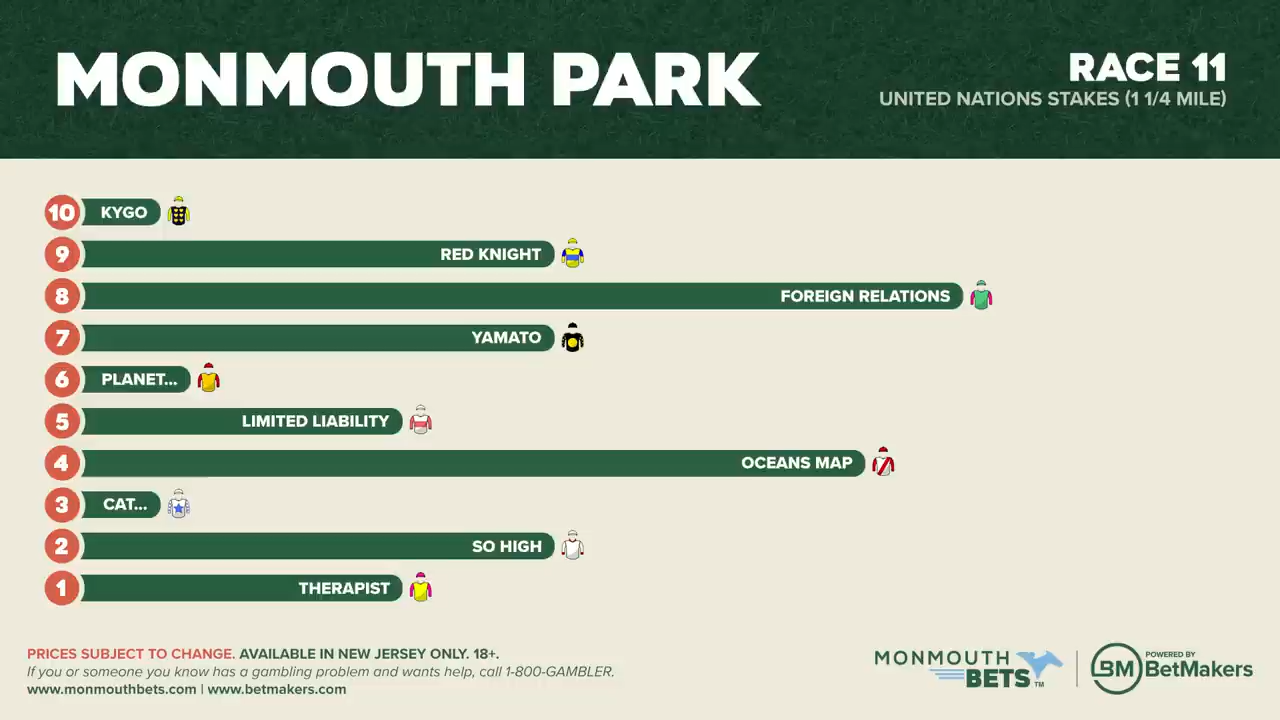 MONMOUTH PARK
RACE 11
UNITED NATIONS STAKES (1 1/4 MILE)
10 KYGO
9 RED KNIGHT
8 FOREIGN RELATIONS
7 YAMATO
6 PLANET...
5 LIMITED LIABILITY
4 OCEANS MAP
3 CAT...
2 SO HIGH
1 THERAPIST
PRICES SUBJECT TO CHANGE. AVAILABLE IN NEW JERSEY ONLY. 18+.
If you or someone you know has a gambling problem and wants help, call 1-800-GAMBLER.
www.monmouthbets.com | www.betmakers.com
MONMOUTH
BETS TM
BM
POWERED BY
BetMakers